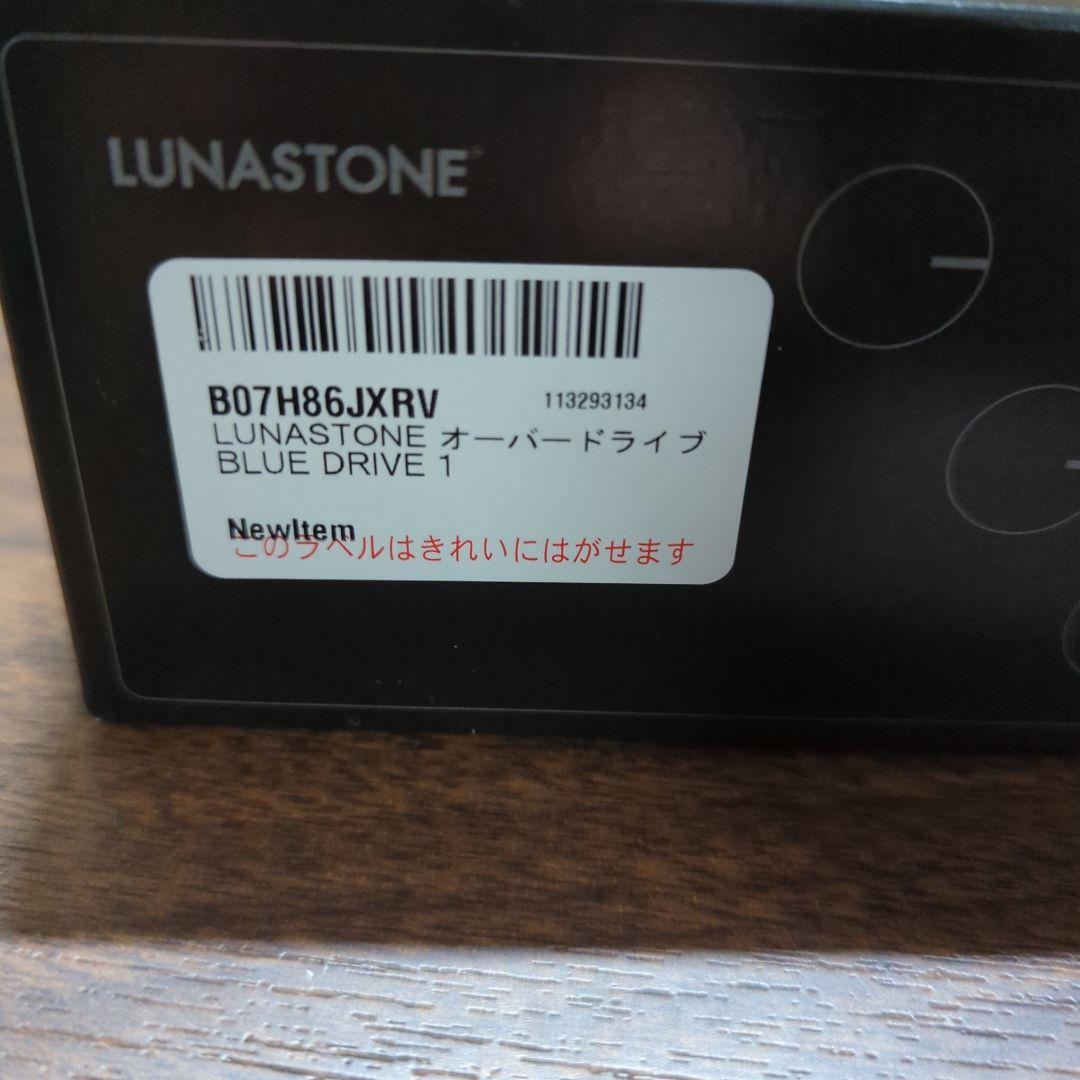 LUNASTONE
B07H86JXRV 113293134
LUNASTONE オーバードライブ
BLUE DRIVE 1
NewItem
このラベルはきれいにはがせます